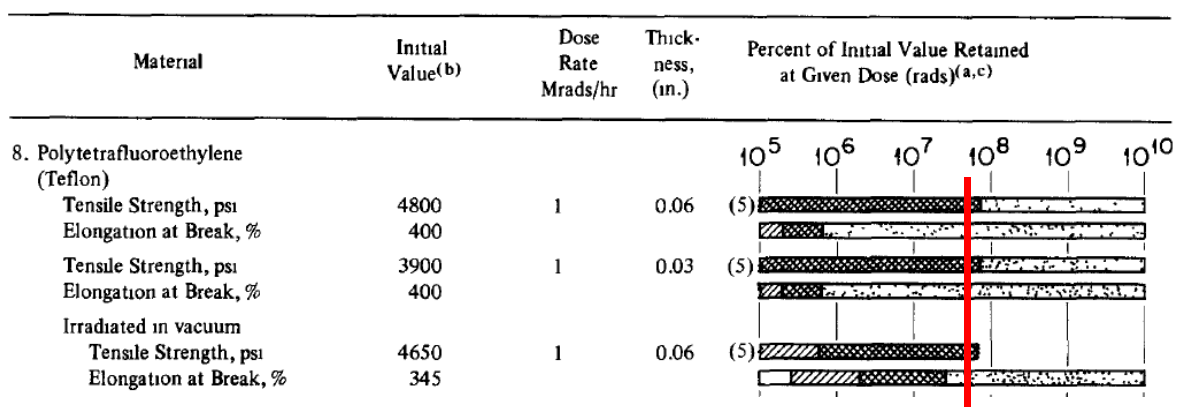 Material
Initial
Value(b)
Dose
Rate
Mrads/hr
Thick-
ness,
(in.)
Percent of Initial Value Retained
at Given Dose (rads)(a,c)
8. Polytetrafluoroethylene
(Teflon)
10^5 10^6 10^7 10^8 10^9 10^10
Tensile Strength, psi 4800 1 0.06 (5)
Elongation at Break, % 400
Tensile Strength, psi 3900 1 0.03 (5)
Elongation at Break, % 400
Irradiated in vacuum
Tensile Strength, psi 4650 1 0.06 (5)
Elongation at Break, % 345